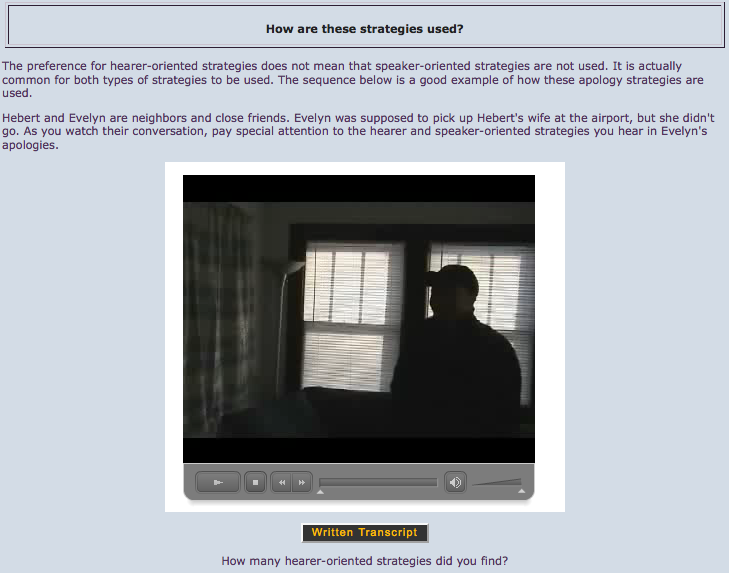 How are these strategies used?
The preference for hearer-oriented strategies does not mean that speaker-oriented strategies are not used. It is actually
common for both types of strategies to be used. The sequence below is a good example of how these apology strategies are
used.
Hebert and Evelyn are neighbors and close friends. Evelyn was supposed to pick up Hebert's wife at the airport, but she didn't
go. As you watch their conversation, pay special attention to the hearer and speaker-oriented strategies you hear in Evelyn's
apologies.
Written Transcript
How many hearer-oriented strategies did you find?